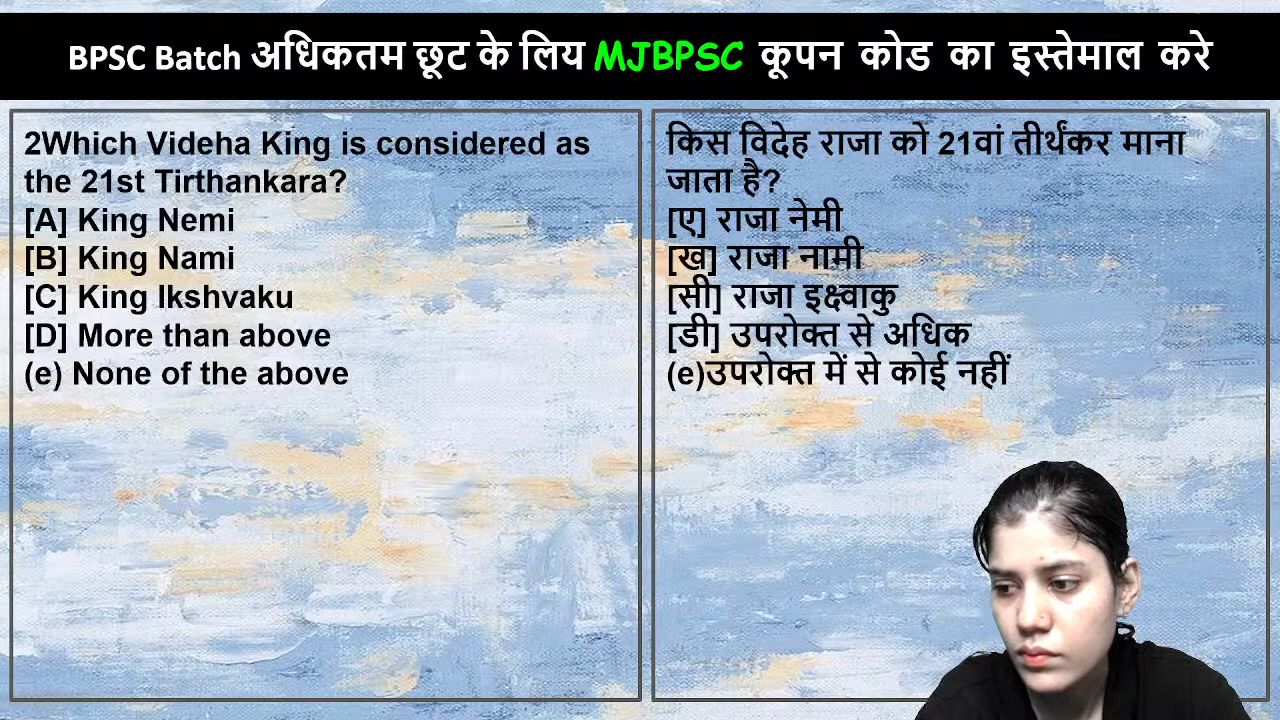 BPSC Batch अधिकतम छूट के लिय MJBPSC कूपन कोड का इस्तेमाल करे
2Which Videha King is considered as
the 21st Tirthankara?
[A] King Nemi
[B] King Nami
[C] King Ikshvaku
[D] More than above
(e) None of the above
किस विदेह राजा को 21वां तीर्थंकर माना
जाता है?
[ए] राजा नेमी
[ख] राजा नामी
[सी] राजा इक्ष्वाकु
[डी] उपरोक्त से अधिक
(e)उपरोक्त में से कोई नहीं